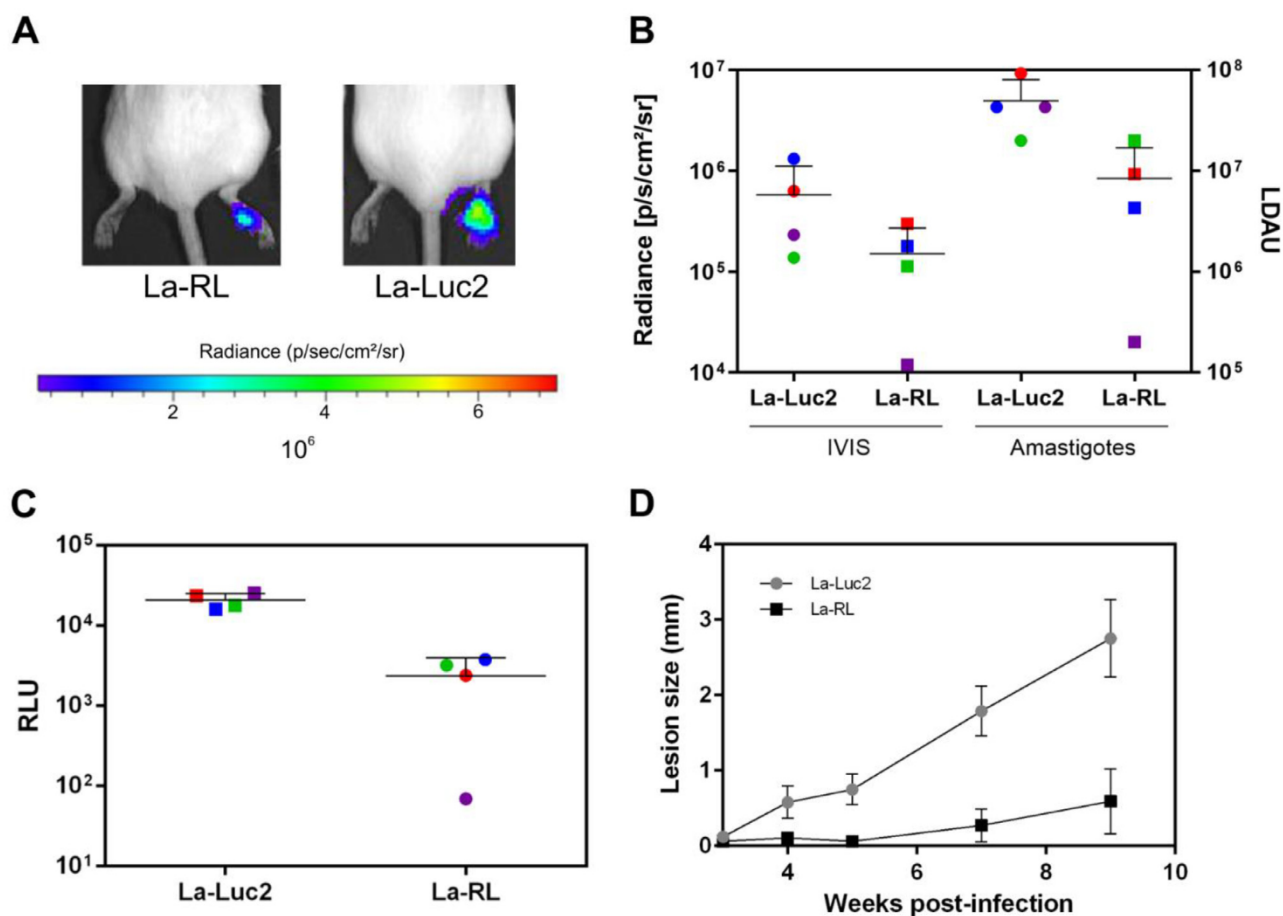 A
La-RL
La-Luc2
Radiance (p/sec/cm²/sr)
2
4
6
10⁶
B
Radiance [p/s/cm²/sr]
10⁷
10⁶
10⁵
10⁴
10⁸
10⁷
10⁶
10⁵
LDAU
La-Luc2 La-RL La-Luc2 La-RL
IVIS Amastigotes
C
RLU
10⁵
10⁴
10³
10²
10¹
La-Luc2 La-RL
D
Lesion size (mm)
4
3
2
1
0
La-Luc2
La-RL
4 6 8 10
Weeks post-infection